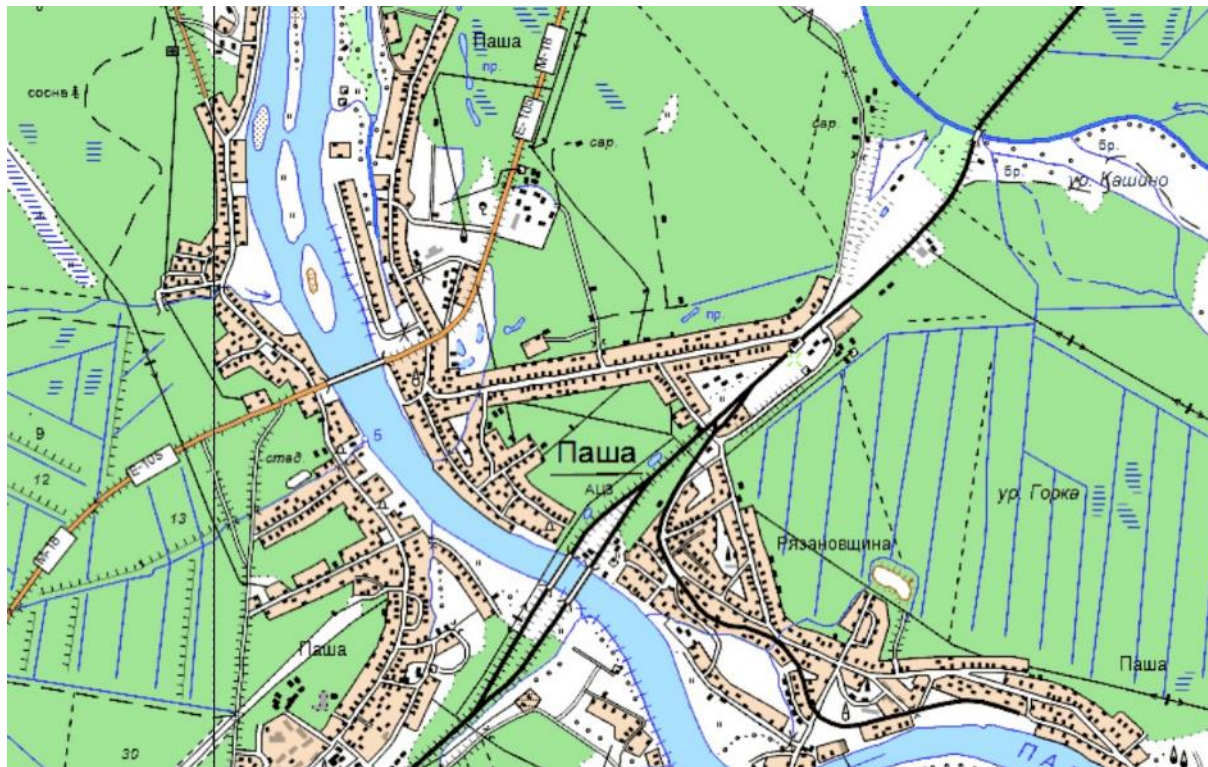 Паша
М-18
пр.
сосна
Е-105
сар.
сар.
бр.
бр.
ур. Кашино
пр.
5
9
стад.
Паша
Е-105
АЦЗ
12
ур. Горка
13
М-18
Рязановщина
Паша
Паша
30
ПА